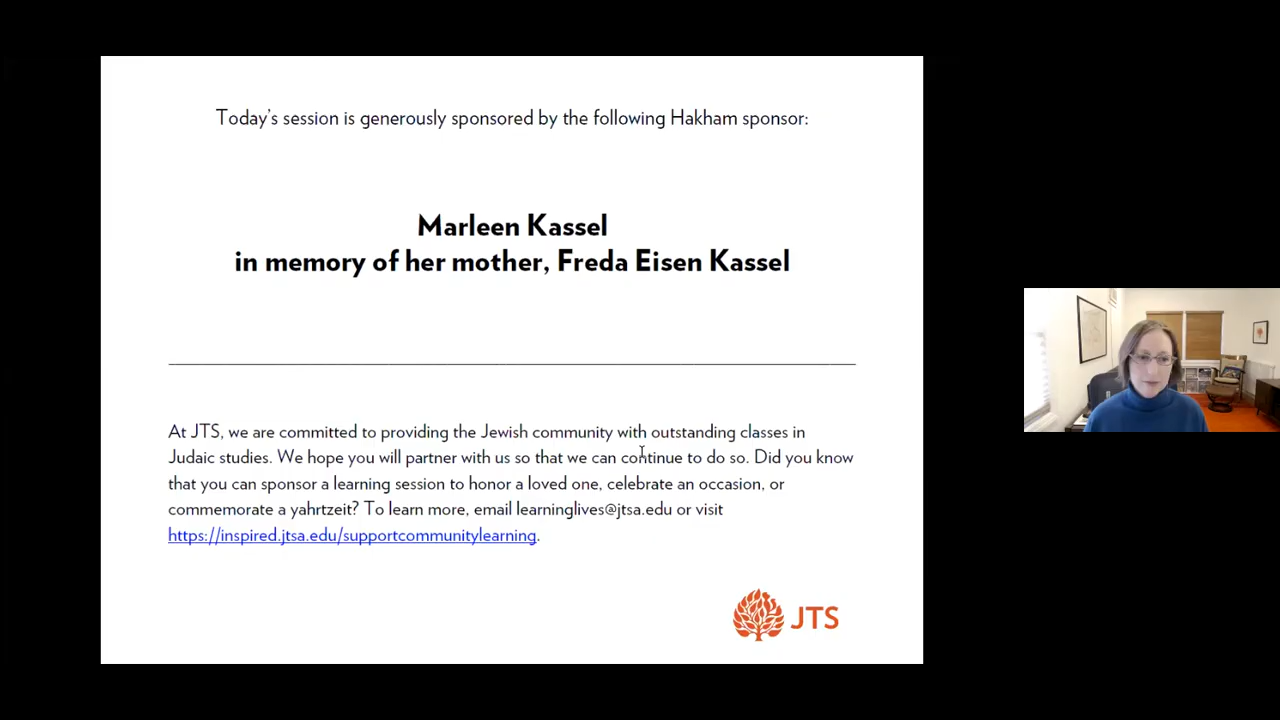 Today's session is generously sponsored by the following Hakham sponsor:
Marleen Kassel
in memory of her mother, Freda Eisen Kassel
At JTS, we are committed to providing the Jewish community with outstanding classes in
Judaic studies. We hope you will partner with us so that we can continue to do so. Did you know
that you can sponsor a learning session to honor a loved one, celebrate an occasion, or
commemorate a yahrtzeit? To learn more, email learninglives@jtsa.edu or visit
https://inspired.jtsa.edu/supportcommunitylearning.
JTS